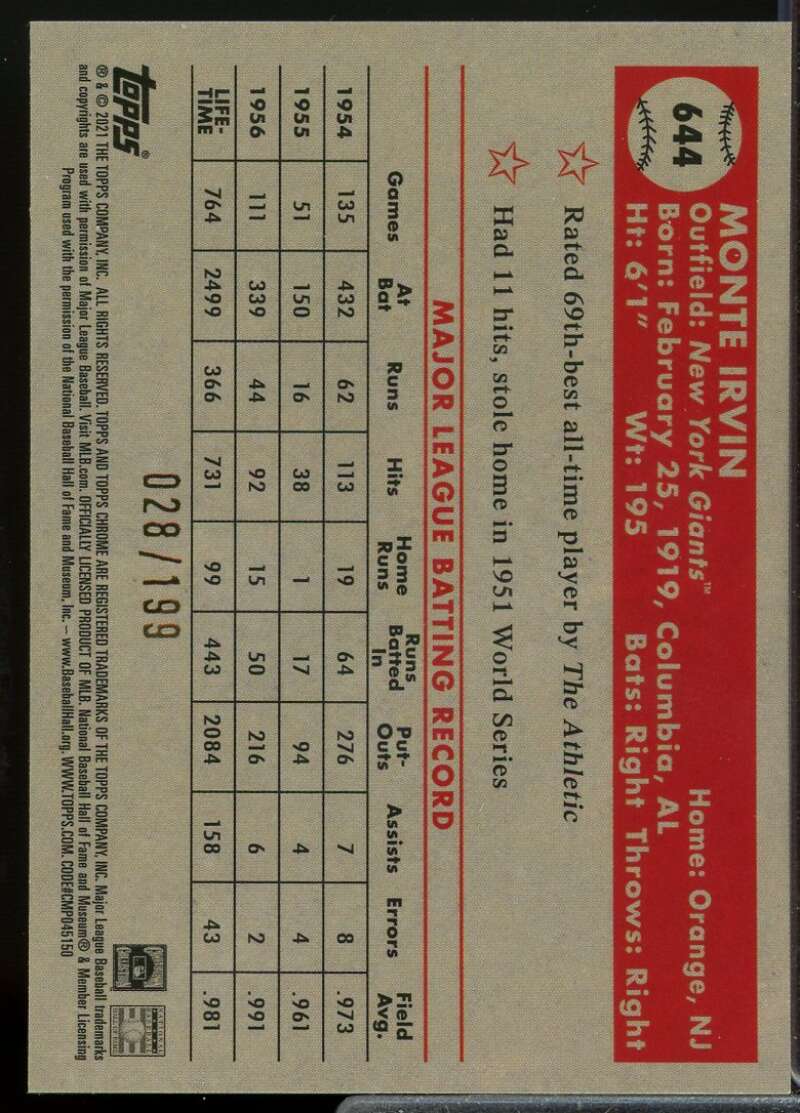 644
MONTE IRVIN
Outfield: New York Giants™ Home: Orange, NJ
Born: February 25, 1919, Columbia, AL
Ht: 6'1" Wt: 195 Bats: Right Throws: Right
Rated 69th-best all-time player by The Athletic
Had 11 hits, stole home in 1951 World Series
MAJOR LEAGUE BATTING RECORD
Games At Bat Runs Hits Home Runs Runs Batted In Put-Outs Assists Errors Field Avg.
1954 135 432 62 113 19 64 276 7 8 .973
1955 51 150 16 38 1 17 94 4 4 .961
1956 111 339 44 92 15 50 216 6 2 .991
LIFE-TIME 764 2499 366 731 99 443 2084 158 43 .981
028/199
topps®
® & © 2021 THE TOPPS COMPANY, INC. ALL RIGHTS RESERVED. TOPPS AND TOPPS CHROME ARE REGISTERED TRADEMARKS OF THE TOPPS COMPANY, INC. Major League Baseball trademarks
and copyrights are used with permission of Major League Baseball. Visit MLB.com. OFFICIALLY LICENSED PRODUCT OF MLB. National Baseball Hall of Fame and Museum® & Member Licensing
Program used with the permission of the National Baseball Hall of Fame and Museum, Inc. – www.BaseballHall.org. WWW.TOPPS.COM. CODE#CMP045150